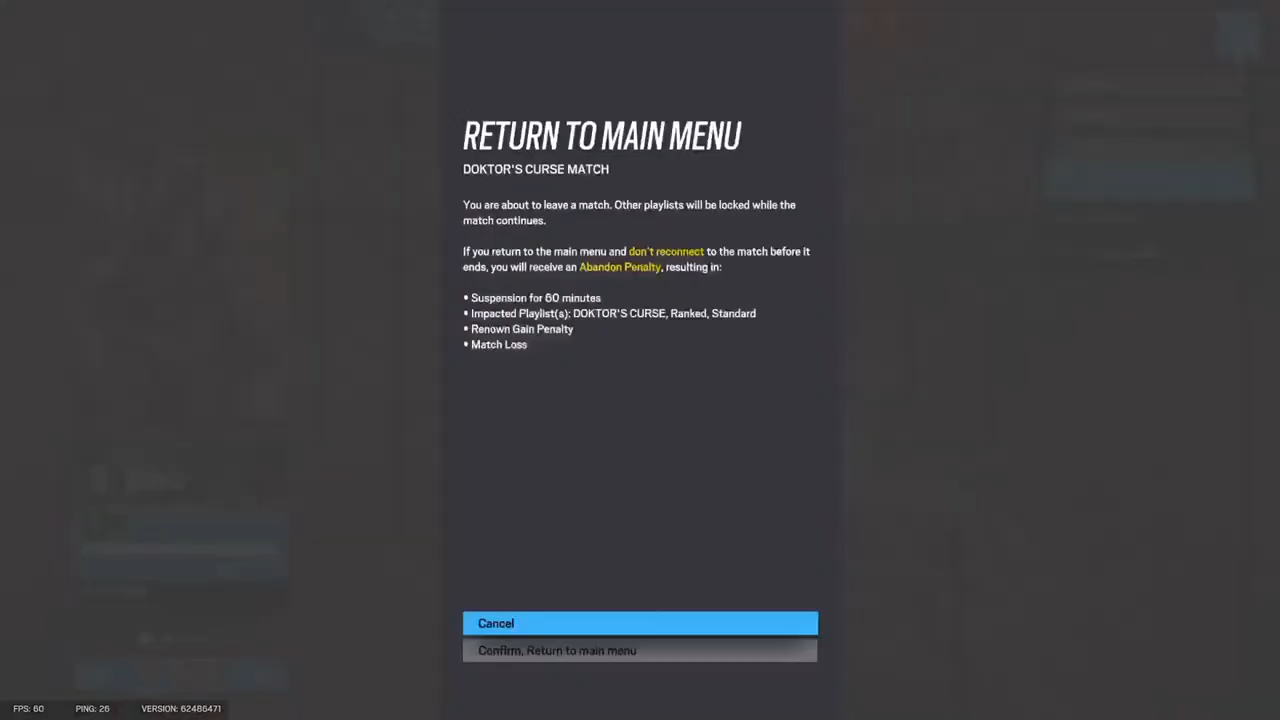 RETURN TO MAIN MENU
DOKTOR'S CURSE MATCH
You are about to leave a match. Other playlists will be locked while the
match continues.
If you return to the main menu and don't reconnect to the match before it
ends, you will receive an Abandon Penalty, resulting in:
• Suspension for 60 minutes
• Impacted Playlist(s): DOKTOR'S CURSE, Ranked, Standard
• Renown Gain Penalty
• Match Loss
Cancel
Confirm, Return to main menu
FPS: 60 PING: 26 VERSION: 62486471